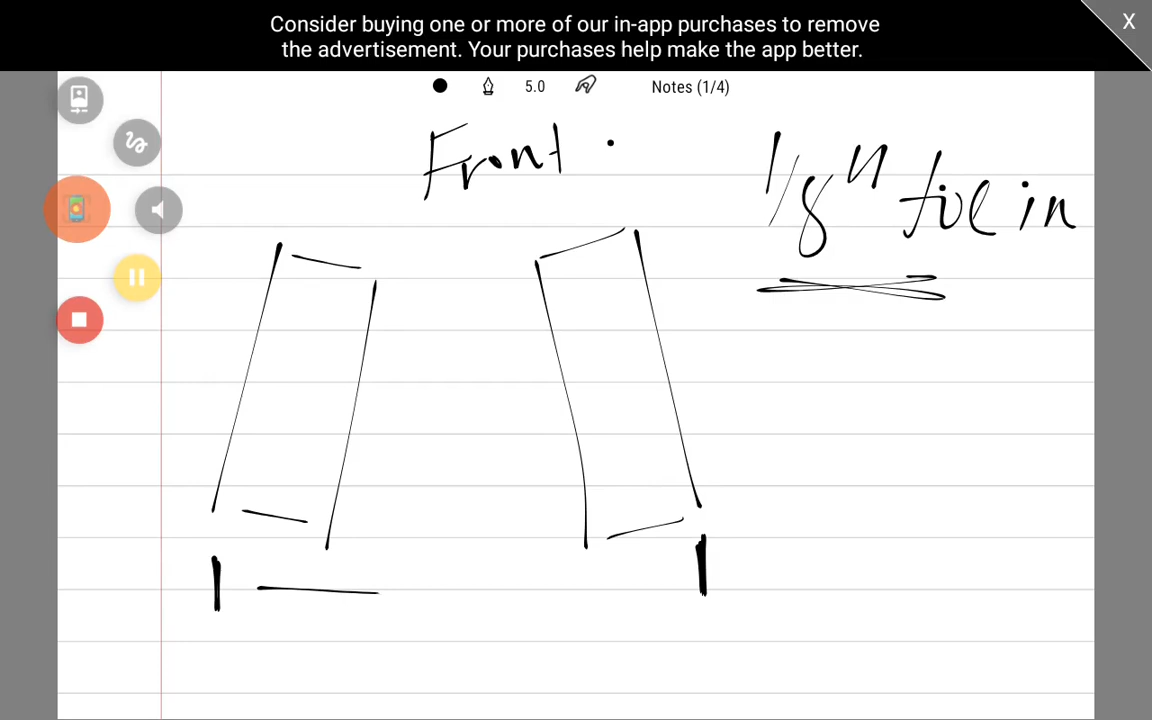 Consider buying one or more of our in-app purchases to remove
the advertisement. Your purchases help make the app better.
X
5.0
Notes (1/4)
Front .
1/8" toe in